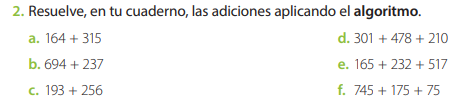 2. Resuelve, en tu cuaderno, las adiciones aplicando el algoritmo.
a. 164 + 315
b. 694 + 237
c. 193 + 256
d. 301 + 478 + 210
e. 165 + 232 + 517
f. 745 + 175 + 75